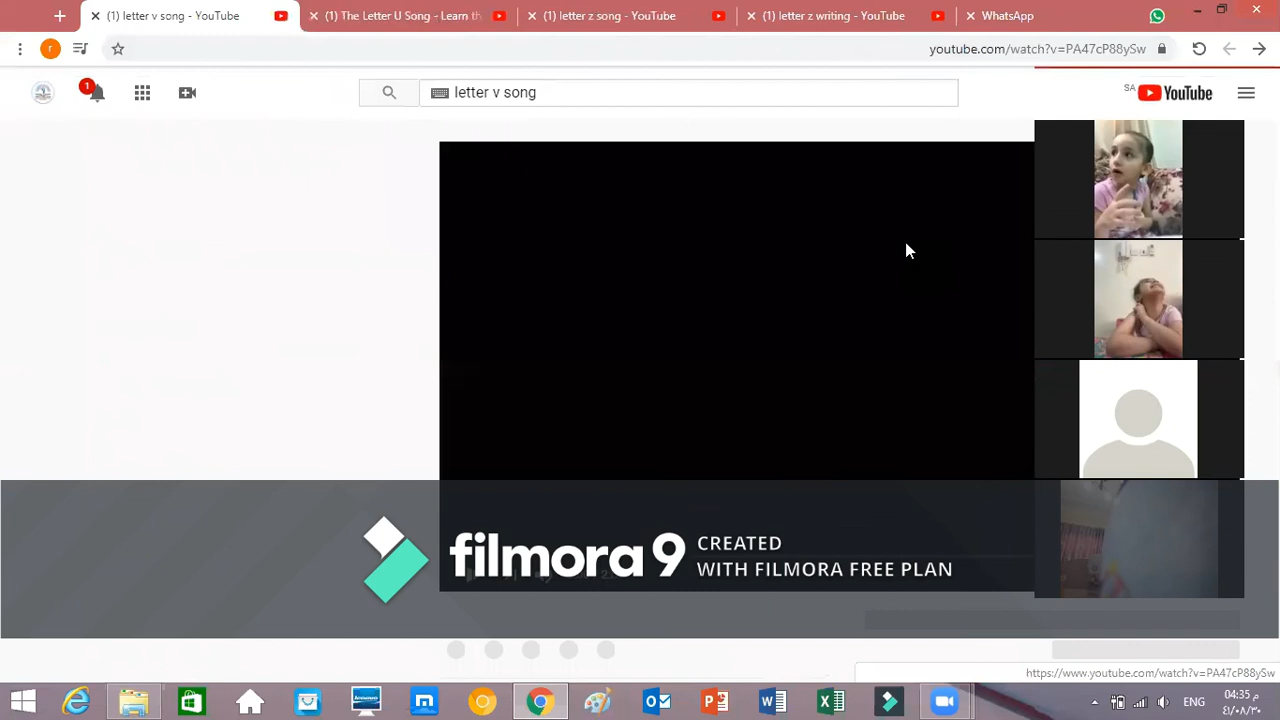 (1) letter v song - YouTube
(1) The Letter U Song - Learn th
(1) letter z song - YouTube
(1) letter z writing - YouTube
WhatsApp
r
youtube.com/watch?v=PA47cP88ySw
1
letter v song
YouTube SA
filmora 9
CREATED
WITH FILMORA FREE PLAN
https://www.youtube.com/watch?v=PA47cP88ySw
ENG
04:35 م